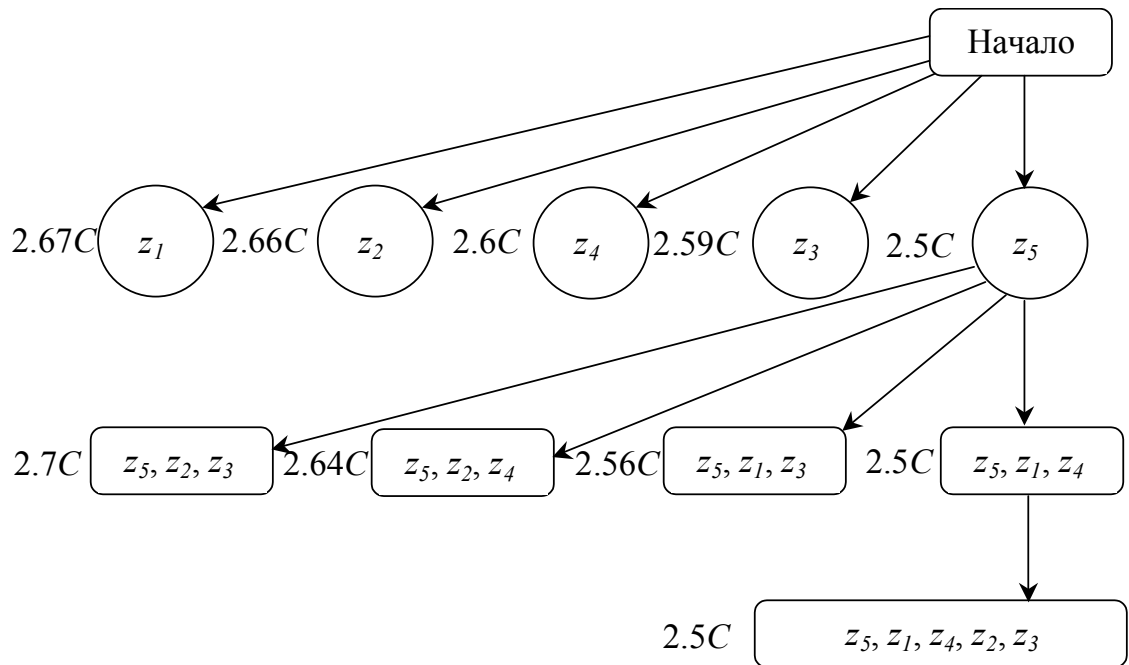 Начало
2.67C z₁ 2.66C z₂ 2.6C z₄ 2.59C z₃ 2.5C z₅
2.7C z₅, z₂, z₃ 2.64C z₅, z₂, z₄ 2.56C z₅, z₁, z₃ 2.5C z₅, z₁, z₄
2.5C z₅, z₁, z₄, z₂, z₃